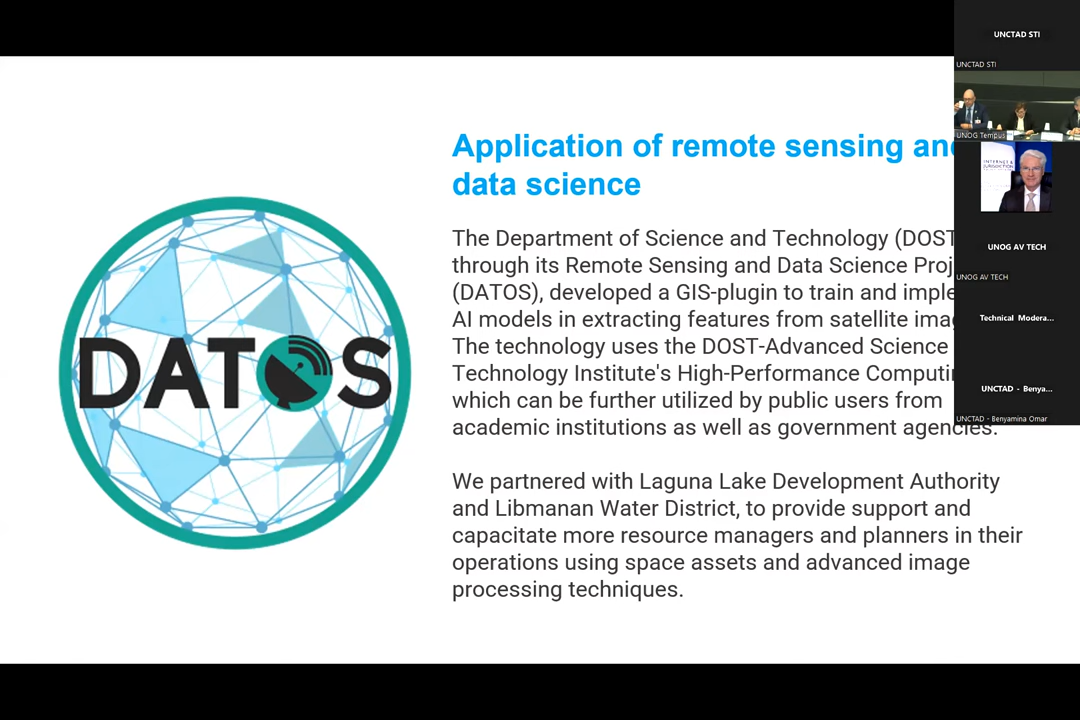 UNCTAD STI
UNCTAD STI
UNOG Tempus
INTERNET &
JURISDICTION
UNOG AV TECH
UNOG AV TECH
Technical Modera...
UNCTAD - Benya...
UNCTAD - Benyamina Omar
Application of remote sensing and
data science
DATOS
The Department of Science and Technology (DOST
through its Remote Sensing and Data Science Proj
(DATOS), developed a GIS-plugin to train and imple
AI models in extracting features from satellite imag
The technology uses the DOST-Advanced Science
Technology Institute's High-Performance Computin
which can be further utilized by public users from
academic institutions as well as government agencies.
We partnered with Laguna Lake Development Authority
and Libmanan Water District, to provide support and
capacitate more resource managers and planners in their
operations using space assets and advanced image
processing techniques.